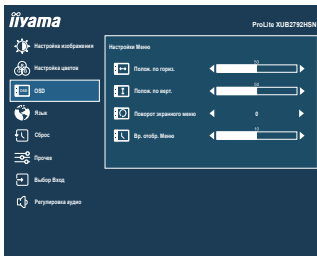 iiyama
ProLite XUB2792HSN
Настройка изображения
Настройки Меню
Настройка цветов
Полож. по гориз.
50
OSD
OSD
Полож. по верт.
50
Язык
Поворот экранного меню
0
Сброс
Вр. отобр. Меню
10
Прочее
Выбор Вход
Регулировка аудио